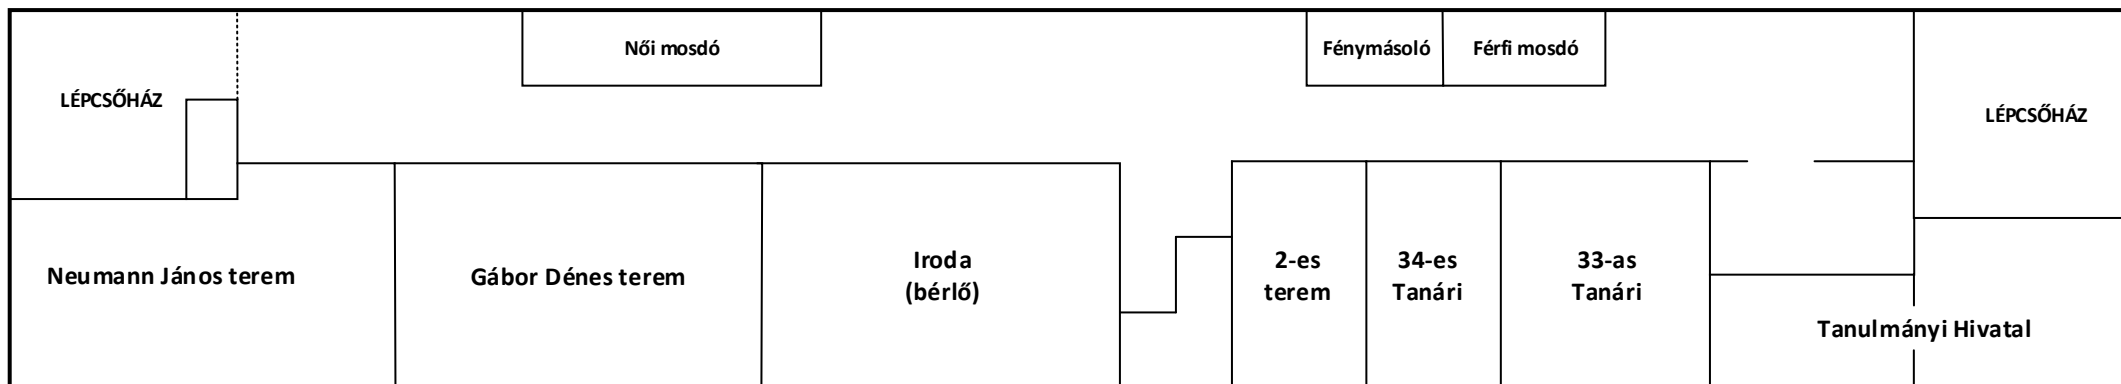 Női mosdó
Fénymásoló
Férfi mosdó
LÉPCSŐHÁZ
LÉPCSŐHÁZ
Neumann János terem
Gábor Dénes terem
Iroda
(bérlő)
2-es
terem
34-es
Tanári
33-as
Tanári
Tanulmányi Hivatal